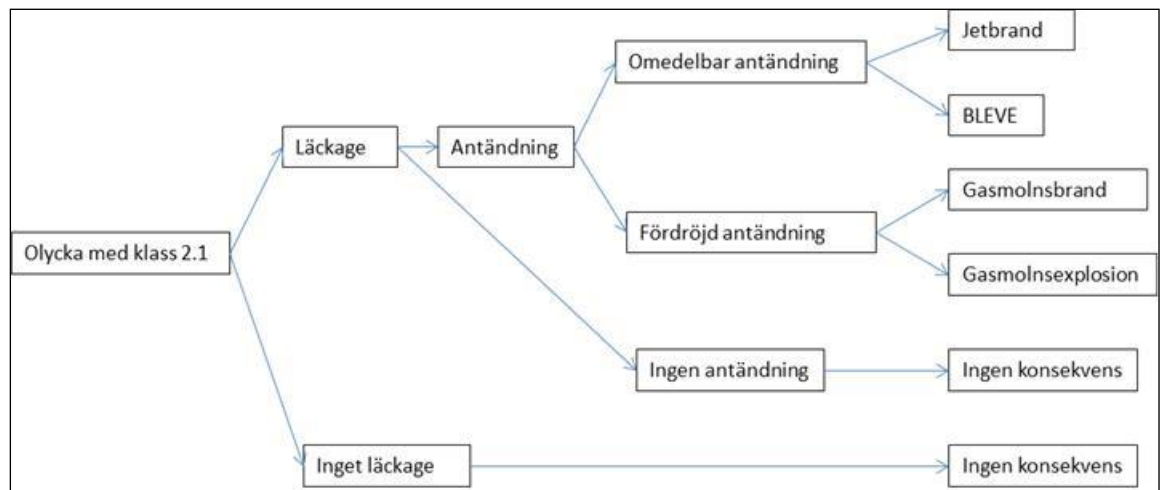 Jetbrand
Omedelbar antändning
BLEVE
Läckage
Antändning
Gasmolnsbrand
Fördröjd antändning
Olycka med klass 2.1
Gasmolnsexplosion
Ingen antändning
Ingen konsekvens
Inget läckage
Ingen konsekvens